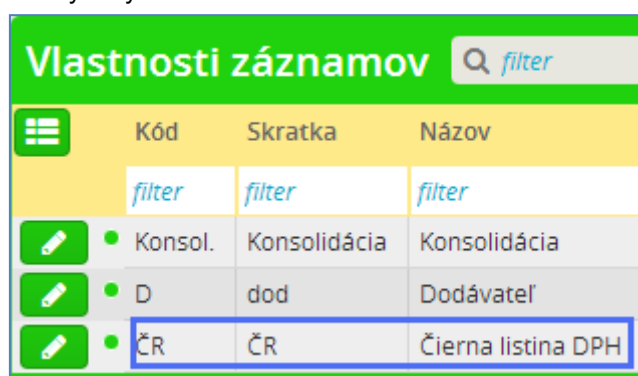 Vlastnosti záznamov filter
Kód Skratka Názov
filter filter filter
Konsol. Konsolidácia Konsolidácia
D dod Dodávateľ
ČR ČR Čierna listina DPH